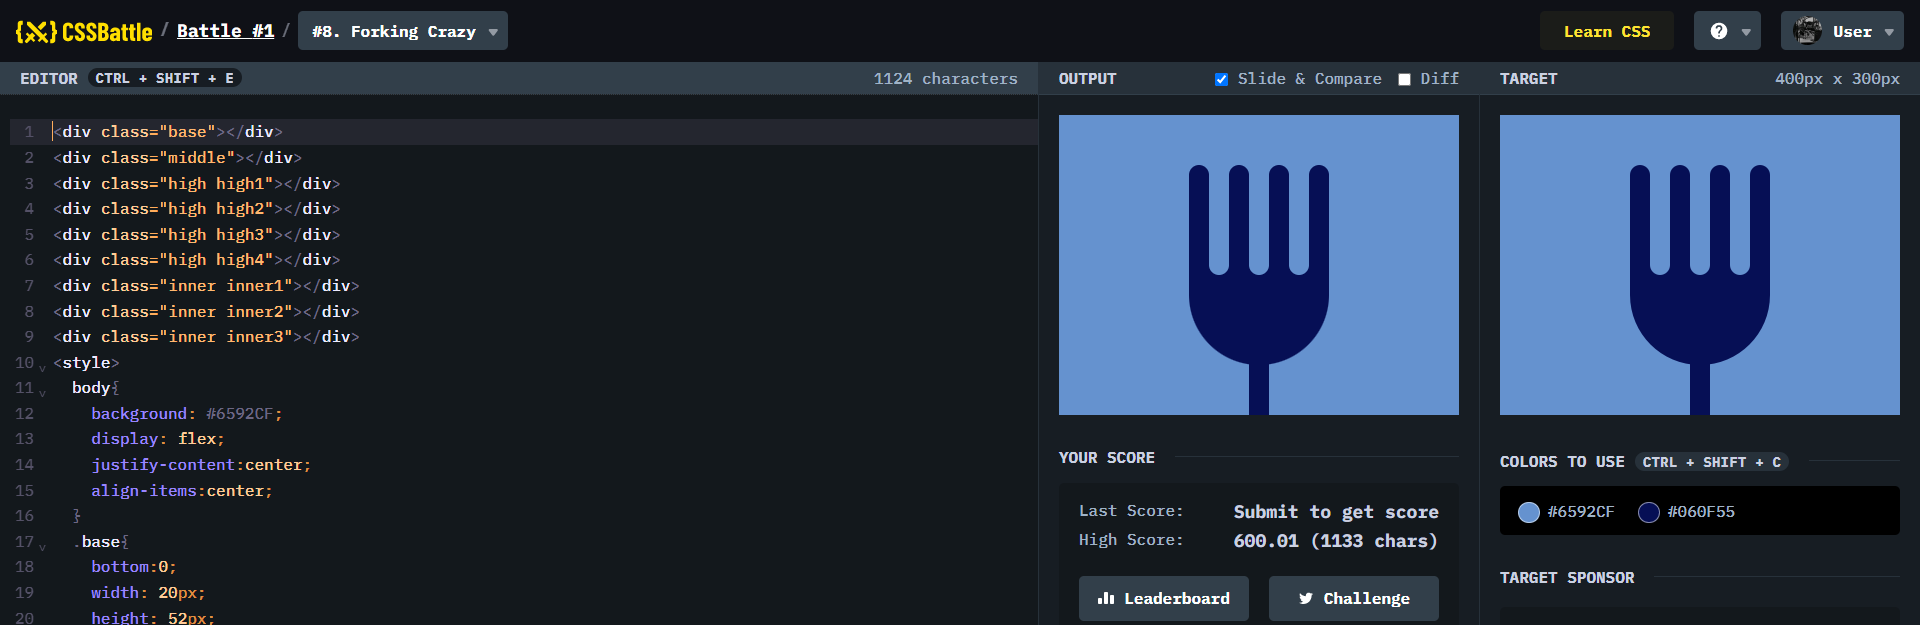 CSSBattle / Battle #1 / #8. Forking Crazy
Learn CSS
?
User
EDITOR CTRL + SHIFT + E
1124 characters
1 <div class="base"></div>
2 <div class="middle"></div>
3 <div class="high high1"></div>
4 <div class="high high2"></div>
5 <div class="high high3"></div>
6 <div class="high high4"></div>
7 <div class="inner inner1"></div>
8 <div class="inner inner2"></div>
9 <div class="inner inner3"></div>
10 <style>
11 body{
12 background: #6592CF;
13 display: flex;
14 justify-content:center;
15 align-items:center;
16 }
17 .base{
18 bottom:0;
19 width: 20px;
20 height: 52px;
OUTPUT
Slide & Compare
Diff
YOUR SCORE
Last Score: Submit to get score
High Score: 600.01 (1133 chars)
Leaderboard
Challenge
TARGET
400px x 300px
COLORS TO USE CTRL + SHIFT + C
#6592CF
#060F55
TARGET SPONSOR